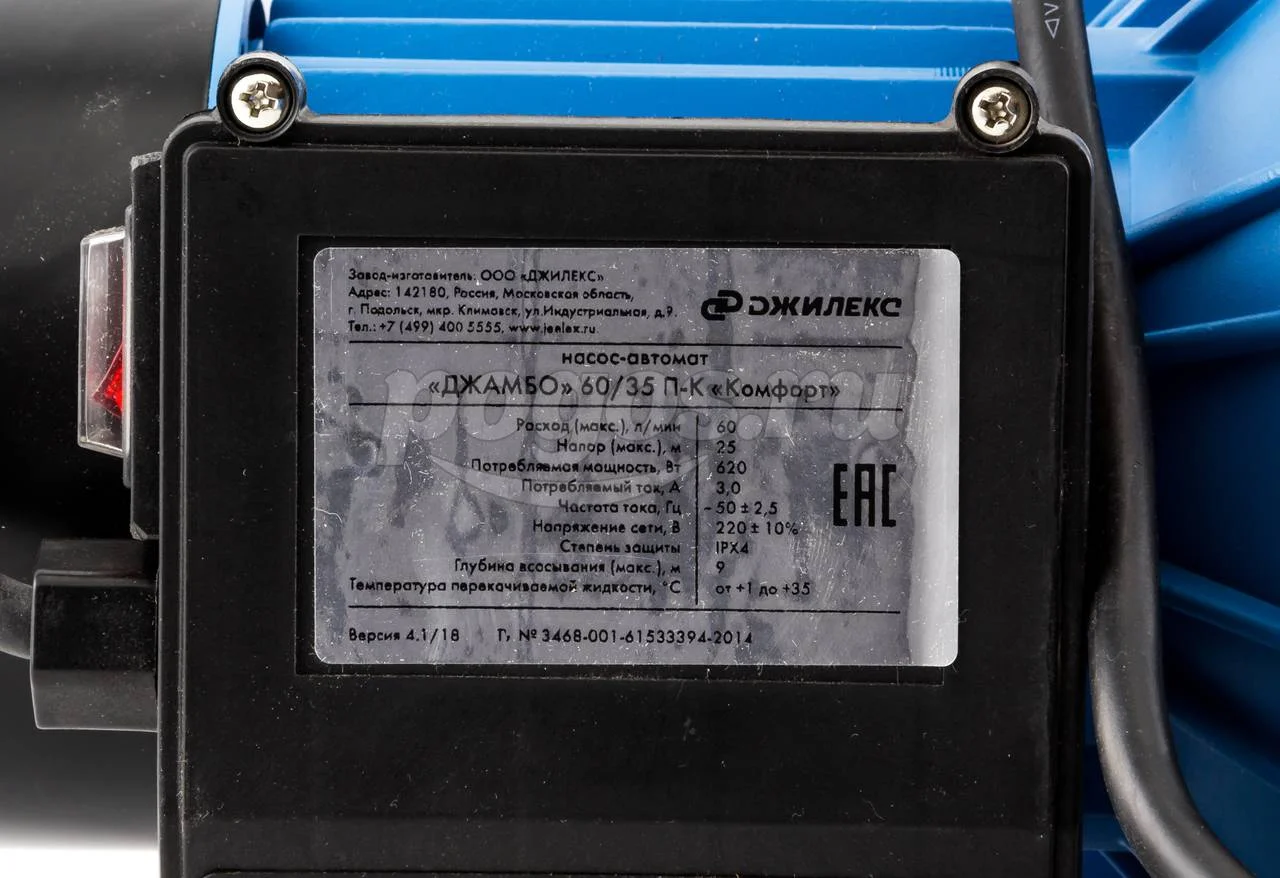 Завод-изготовитель: ООО «ДЖИЛЕКС»
Адрес: 142180, Россия, Московская область,
г. Подольск, мкр. Климовск, ул.Индустриальная, д.9.
Тел.: +7 (499) 400 5555, www.jeelex.ru
ДЖИЛЕКС
насос-автомат
«ДЖАМБО» 60/35 П-К «Комфорт»
Расход (макс.), л/мин 60
Напор (макс.), м 25
Потребляемая мощность, Вт 620
Потребляемый ток, А 3,0
Частота тока, Гц ~50 ± 2,5
Напряжение сети, В 220 ± 10%
Степень защиты IPX4
Глубина всасывания (макс.), м 9
Температура перекачиваемой жидкости, °C от +1 до +35
EAC
Версия 4.1/18 № 3468-001-61533394-2014
pogos.ru